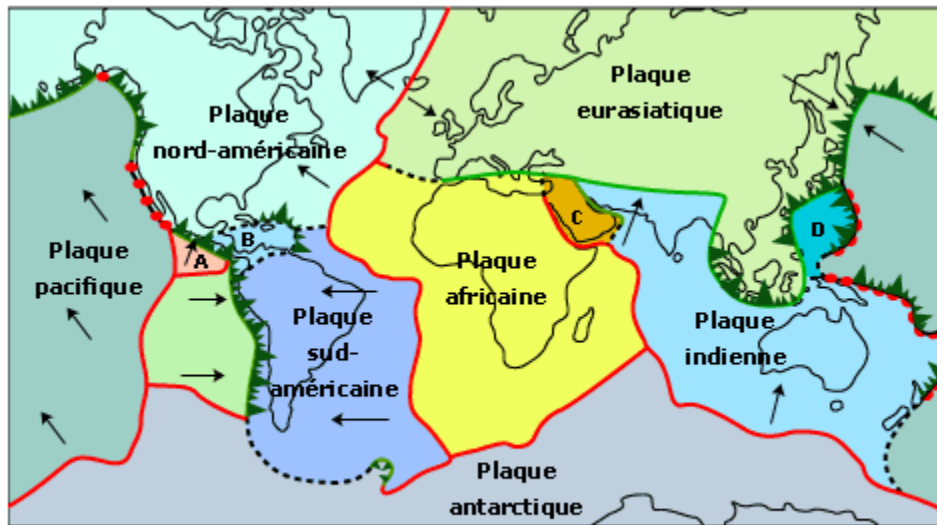 Plaque
eurasiatique
Plaque
nord-américaine
B
C
D
A
Plaque
pacifique
Plaque
africaine
Plaque
sud-
américaine
Plaque
indienne
Plaque
antarctique